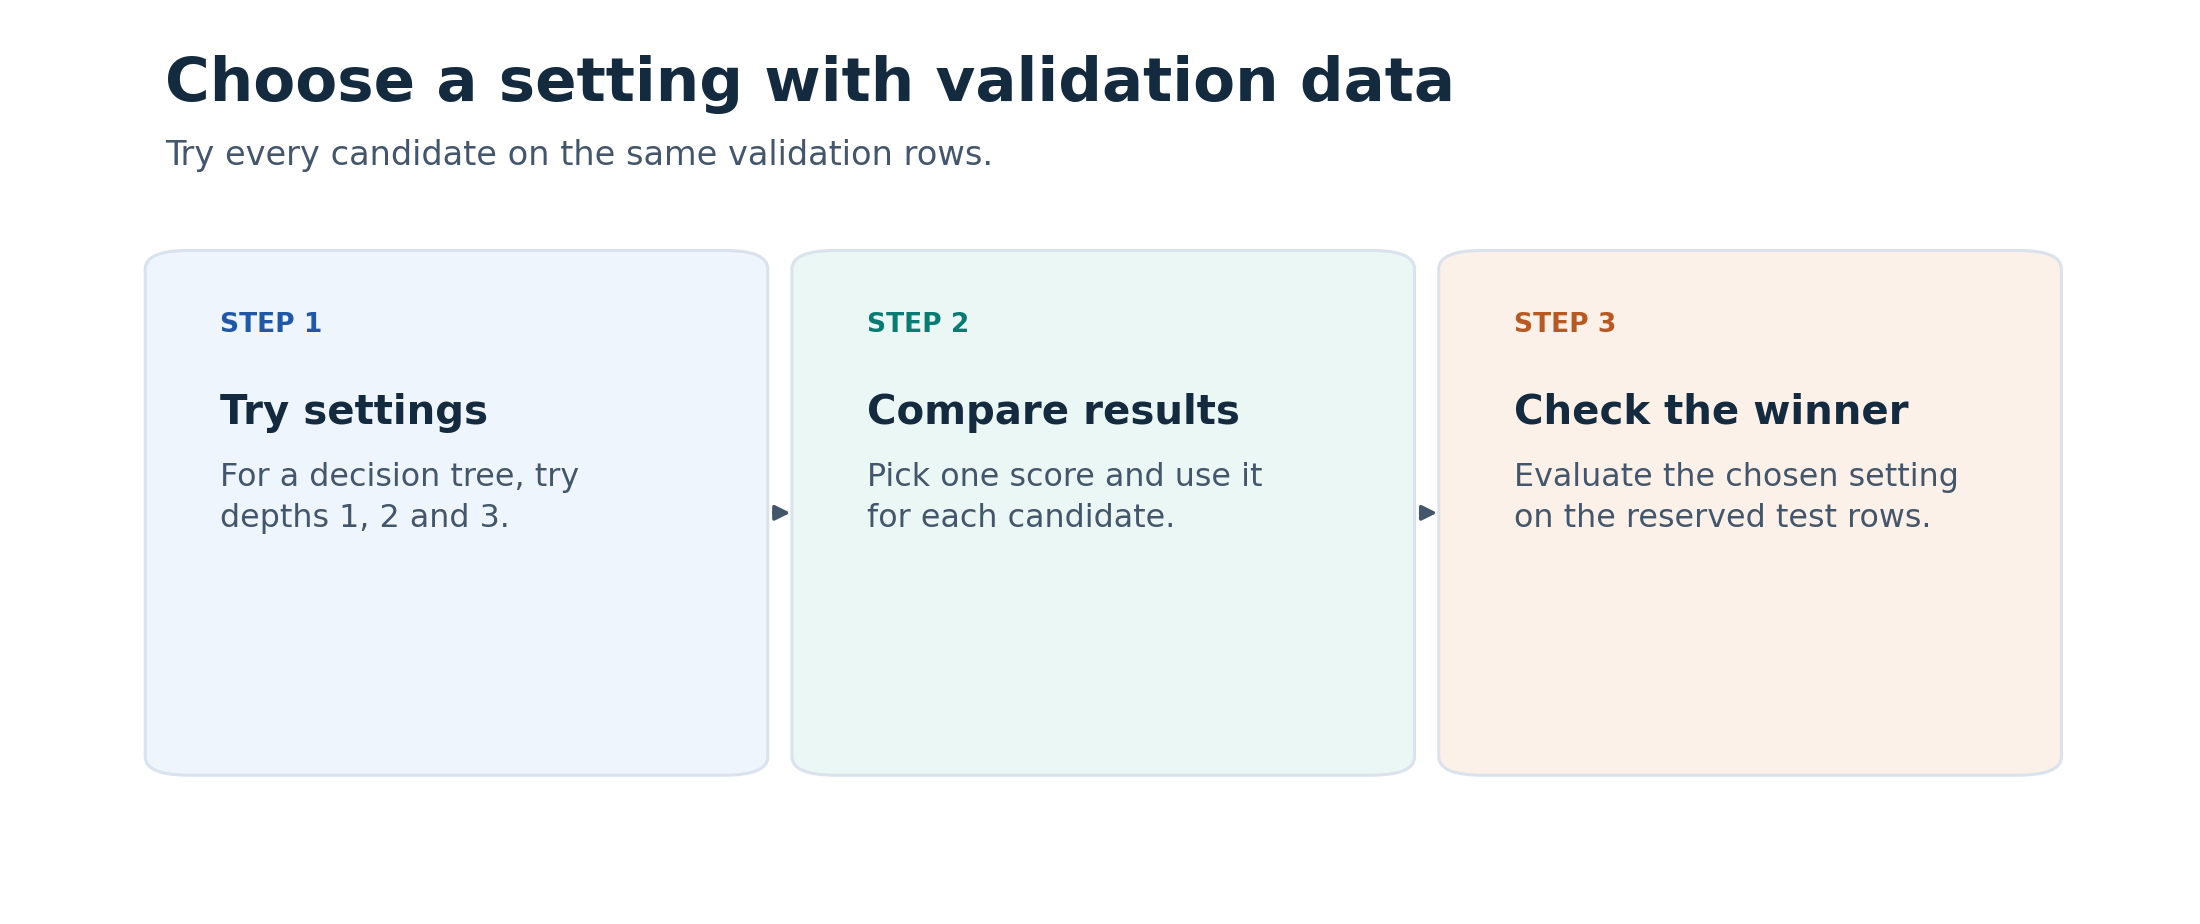 Choose a setting with validation data
Try every candidate on the same validation rows.
STEP 1
Try settings
For a decision tree, try
depths 1, 2 and 3.
STEP 2
Compare results
Pick one score and use it
for each candidate.
STEP 3
Check the winner
Evaluate the chosen setting
on the reserved test rows.